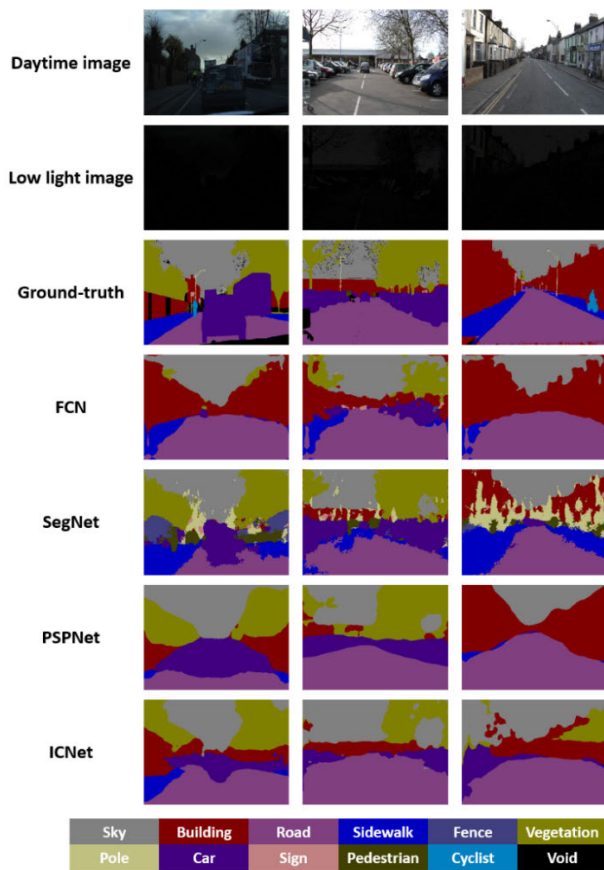 Daytime image
Low light image
Ground-truth
FCN
SegNet
PSPNet
ICNet
Sky Building Road Sidewalk Fence Vegetation
Pole Car Sign Pedestrian Cyclist Void